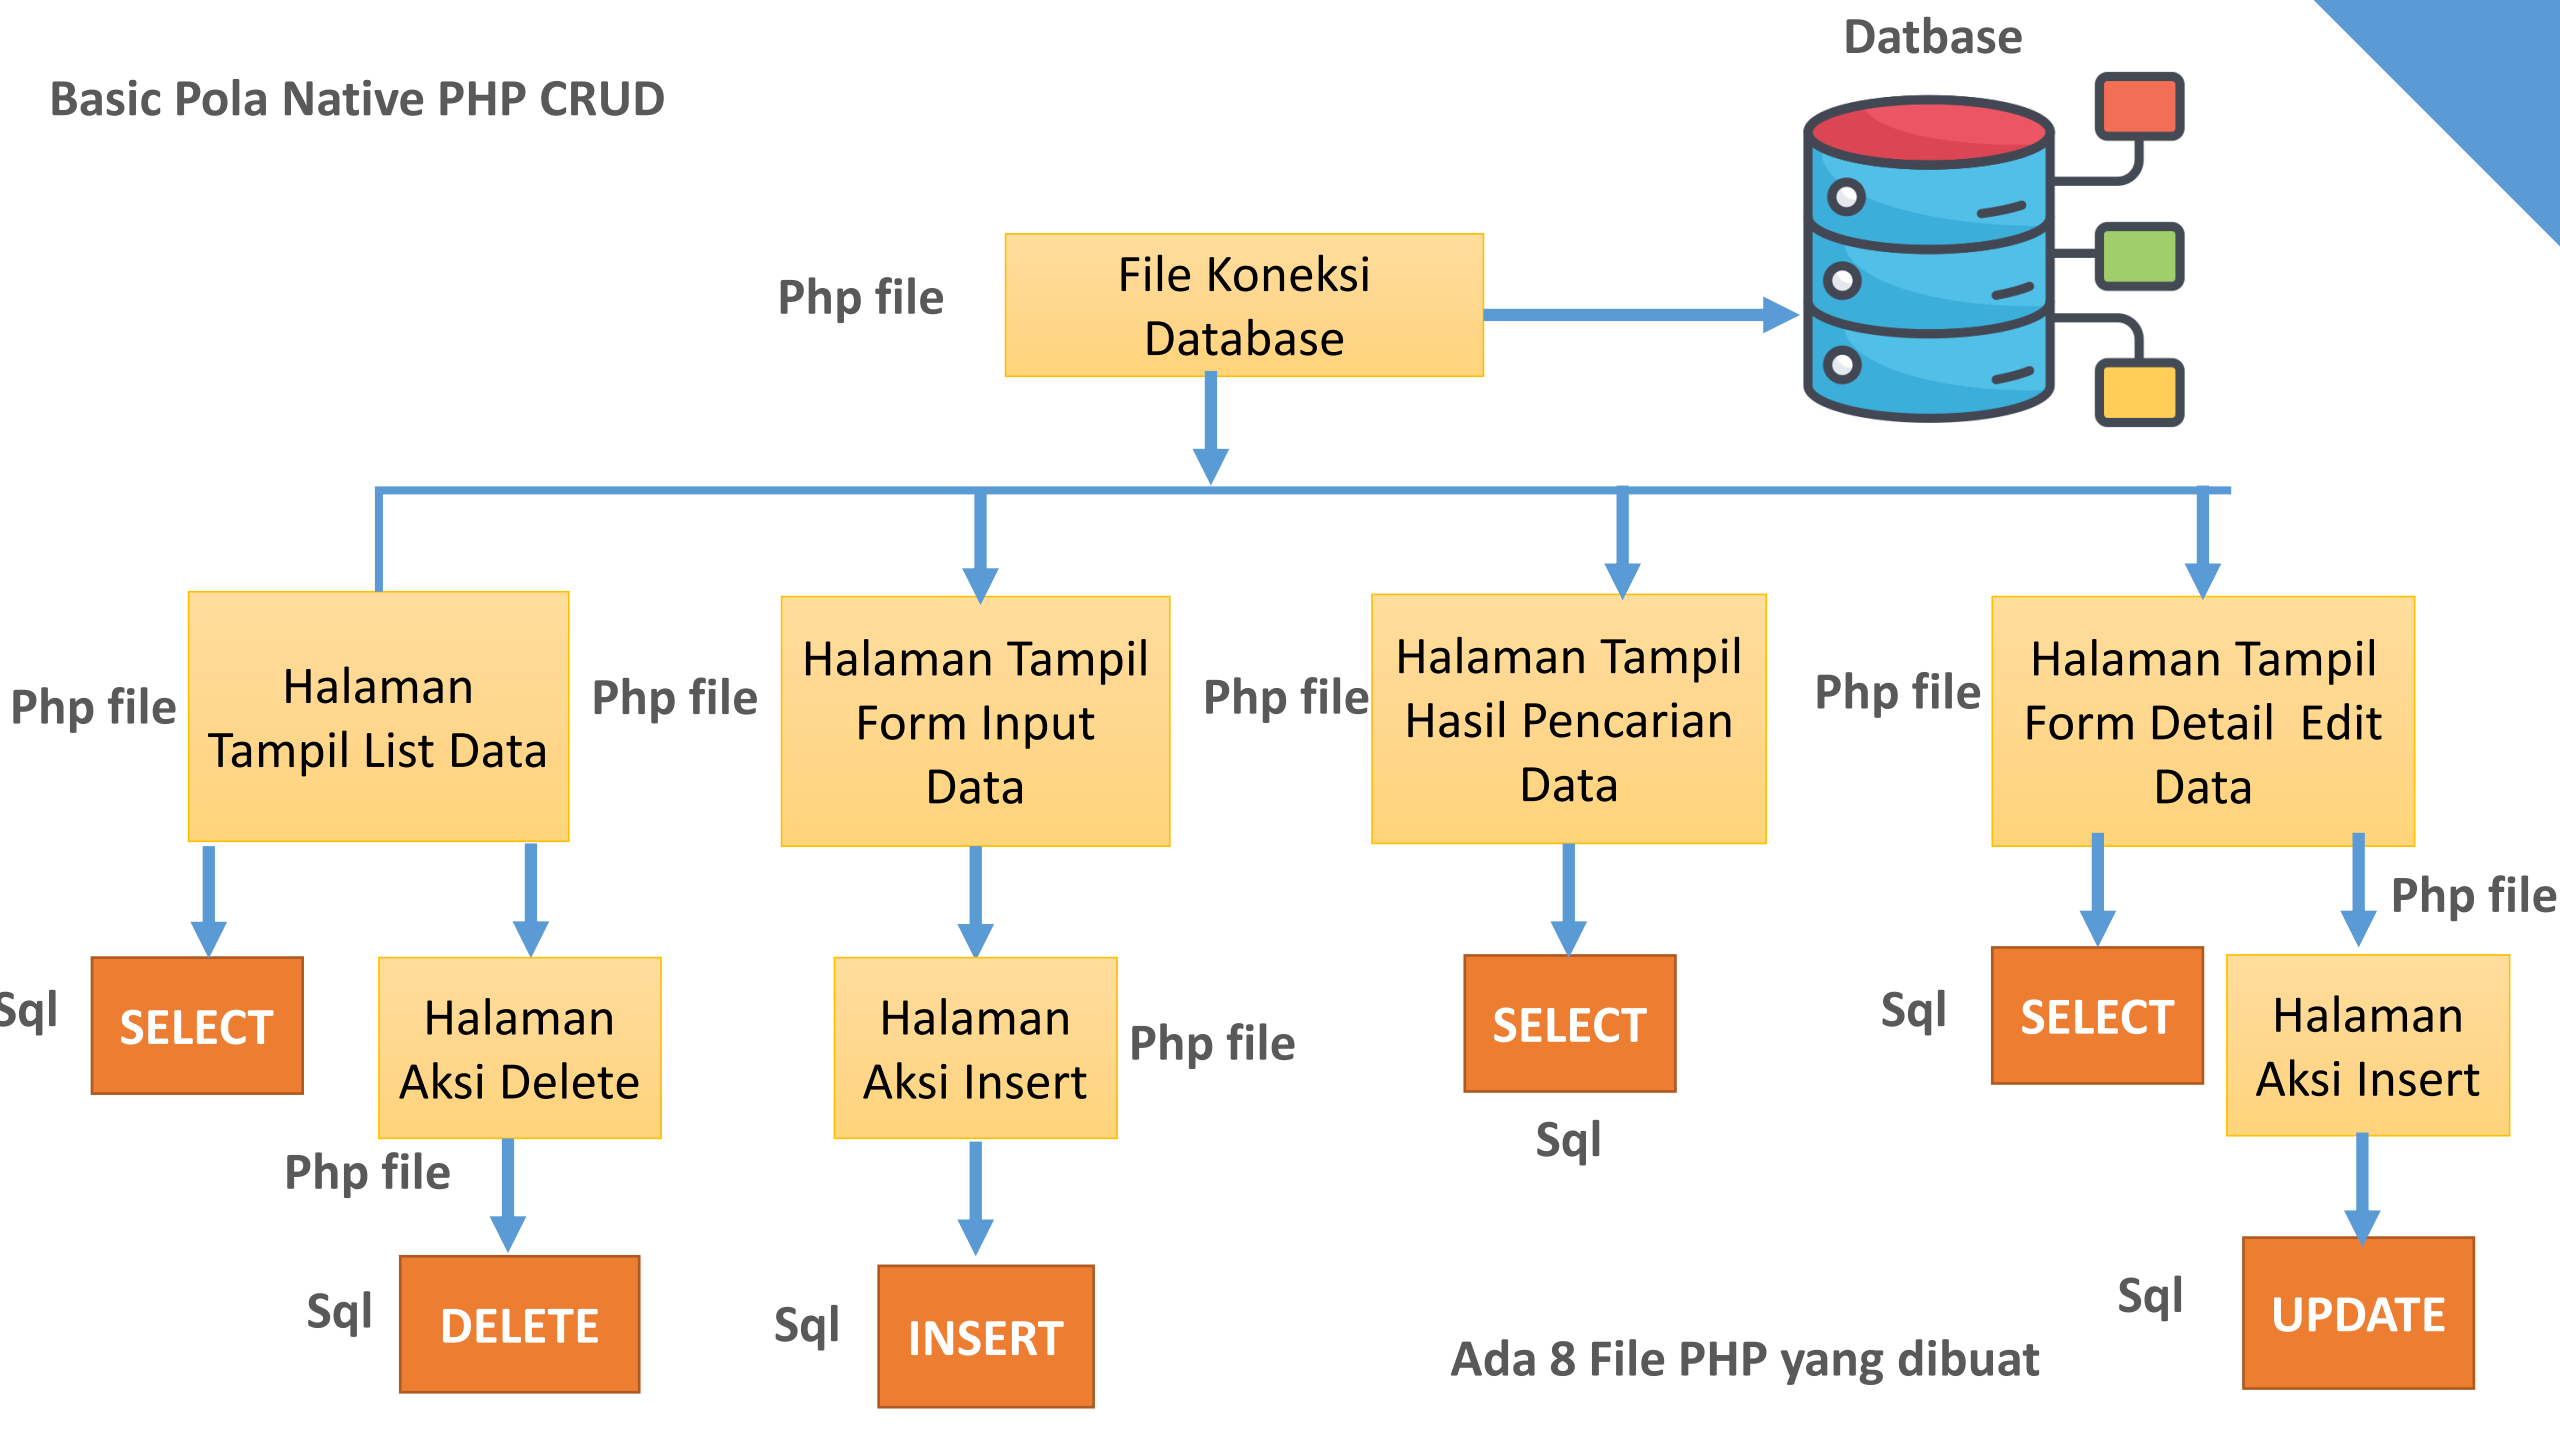 Datbase
Basic Pola Native PHP CRUD
Php file
File Koneksi
Database
Php file
Halaman
Tampil List Data
Php file
Halaman Tampil
Form Input
Data
Php file
Halaman Tampil
Hasil Pencarian
Data
Php file
Halaman Tampil
Form Detail  Edit
Data
Php file
Sql
SELECT
Halaman
Aksi Delete
Halaman
Aksi Insert
Php file
SELECT
Sql
Sql
SELECT
Halaman
Aksi Insert
Php file
Sql
DELETE
Sql
INSERT
Ada 8 File PHP yang dibuat
Sql
UPDATE